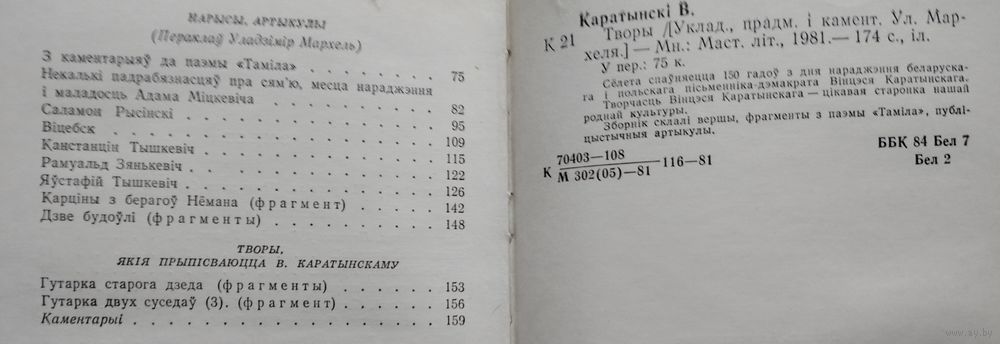 НАРЫСЫ, АРТЫКУЛЫ
(Пераклаў Уладзімір Мархель)
З каментарыяў да паэмы «Таміла» . . . . . . . 75
Некалькі падрабязнасцяў пра сям’ю, месца нараджэння
і маладосць Адама Міцкевіча . . . . . . . . . 82
Саламон Рысінскі . . . . . . . . . . . . . 95
Віцебск . . . . . . . . . . . . . . . . 109
Канстанцін Тышкевіч . . . . . . . . . . . . 115
Рамуальд Зянькевіч . . . . . . . . . . . . . 122
Яўстафій Тышкевіч . . . . . . . . . . . . . 126
Карціны з берагоў Нёмана (фрагмент) . . . . . 142
Дзве будоўлі (фрагменты) . . . . . . . . . . 148
ТВОРЫ,
ЯКІЯ ПРЫПІСВАЮЦЦА В. КАРАТЫНСКАМУ
Гутарка старога дзеда (фрагменты) . . . . . . 153
Гутарка двух суседаў (3). (фрагмент) . . . . . . 156
Каментарыі . . . . . . . . . . . . . . . 159
Каратынскі В.
К 21 Творы /[Уклад., прадм. і камент. Ул. Мар-
хеля.] — Мн.: Маст. літ., 1981.— 174 с., іл.
У пер.: 75 к.
Сёлета спаўняецца 150 гадоў з дня нараджэння беларуска-
га і польскага пісьменніка-дэмакрата Вінцэся Каратынскага.
Творчасць Вінцэся Каратынскага — цікавая старонка нашай
роднай культуры.
Зборнік склалі вершы, фрагменты з паэмы «Таміла», публі-
цыстычныя артыкулы.
К 70403—108
М 302(05)—81 116—81
ББК 84 Бел 7
Бел 2
www.ay.by